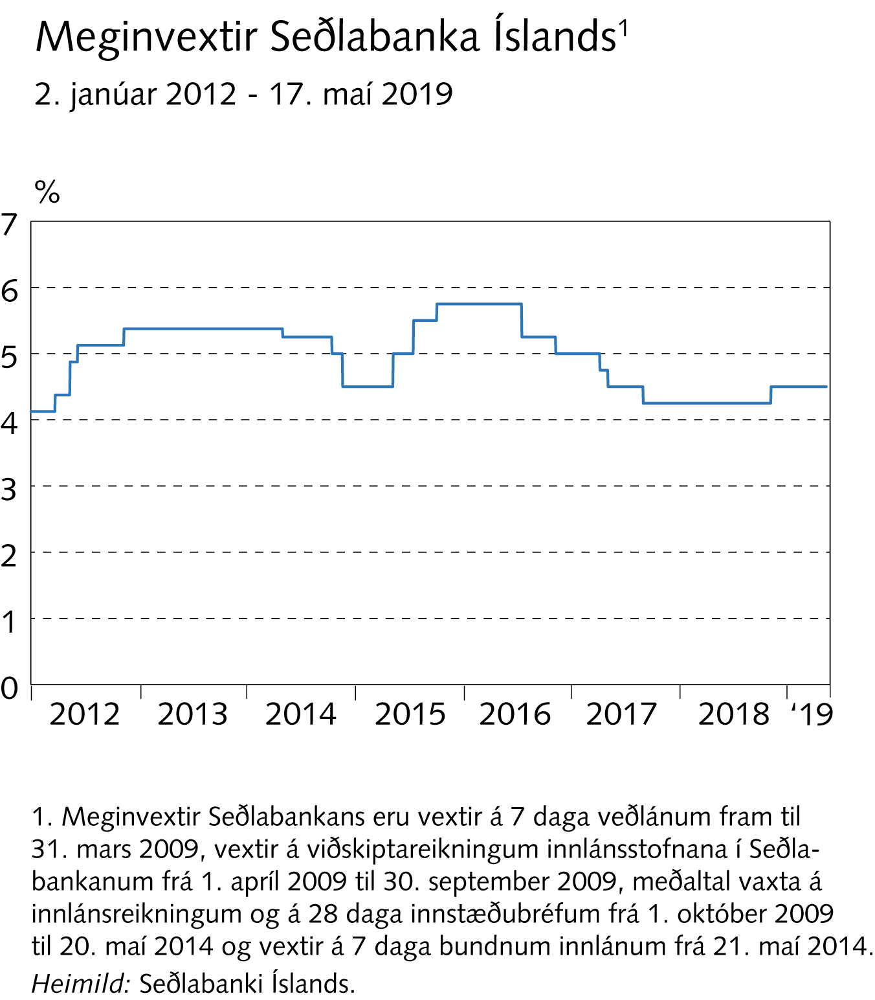 Meginvextir Seðlabanka Íslands¹
2. janúar 2012 - 17. maí 2019
%
7
6
5
4
3
2
1
0
2012 2013 2014 2015 2016 2017 2018 ‘19
1. Meginvextir Seðlabankans eru vextir á 7 daga veðlánum fram til
31. mars 2009, vextir á viðskiptareikningum innlánsstofnana í Seðla-
bankanum frá 1. apríl 2009 til 30. september 2009, meðaltal vaxta á
innlánsreikningum og á 28 daga innstæðubréfum frá 1. október 2009
til 20. maí 2014 og vextir á 7 daga bundnum innlánum frá 21. maí 2014.
Heimild: Seðlabanki Íslands.